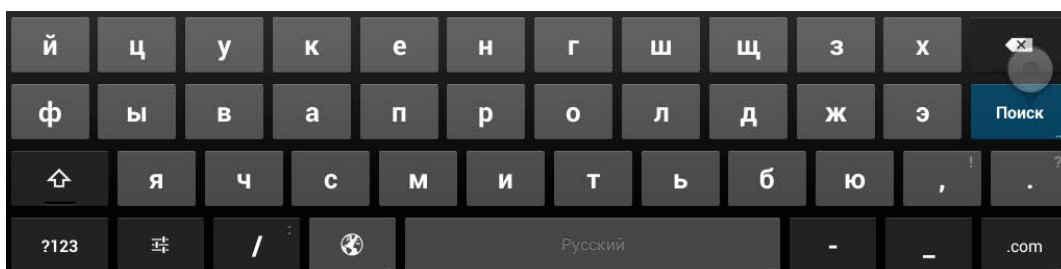 й ц у к е н г ш щ з х
ф ы в а п р о л д ж э Поиск
я ч с м и т ь б ю , ! . ?
?123 / : Русский - _ .com